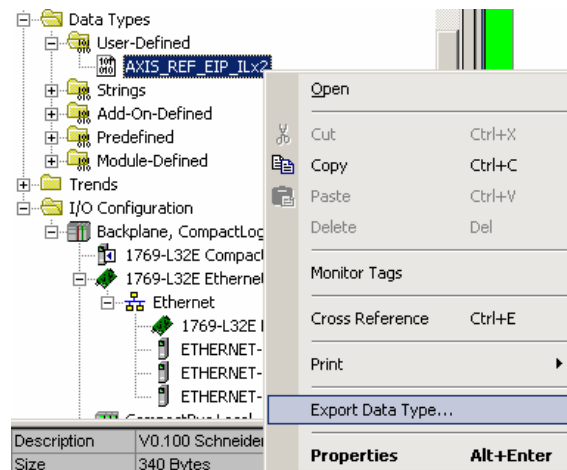 Data Types
User-Defined
AXIS_REF_EIP_ILx2
Strings
Add-On-Defined
Predefined
Module-Defined
Trends
I/O Configuration
Backplane, CompactLog
1769-L32E Compact
1769-L32E Ethernet
Ethernet
1769-L32E
ETHERNET-
ETHERNET-
ETHERNET-
Description V0.100 Schneider
Size 340 Bytes
Open
Cut Ctrl+X
Copy Ctrl+C
Paste Ctrl+V
Delete Del
Monitor Tags
Cross Reference Ctrl+E
Print
Export Data Type...
Properties Alt+Enter